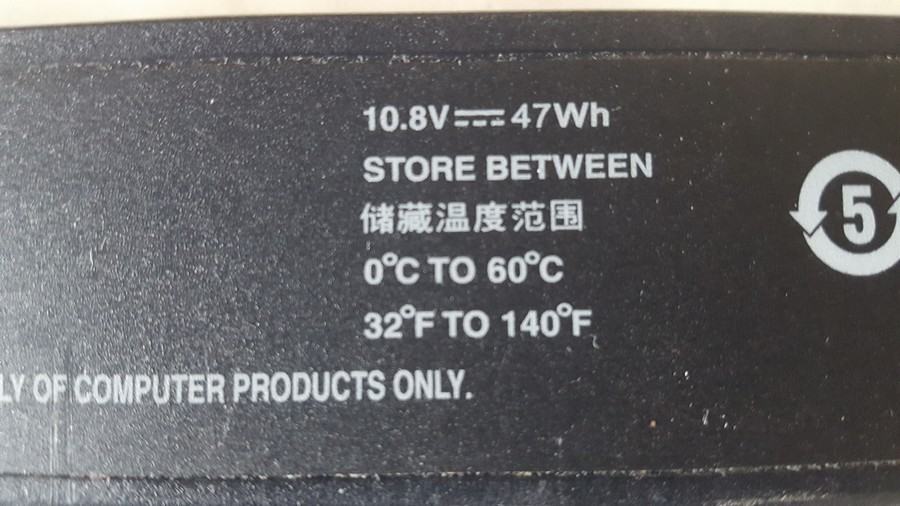 10.8V⎓47Wh
STORE BETWEEN
储藏温度范围
0°C TO 60°C
32°F TO 140°F
5
LY OF COMPUTER PRODUCTS ONLY.